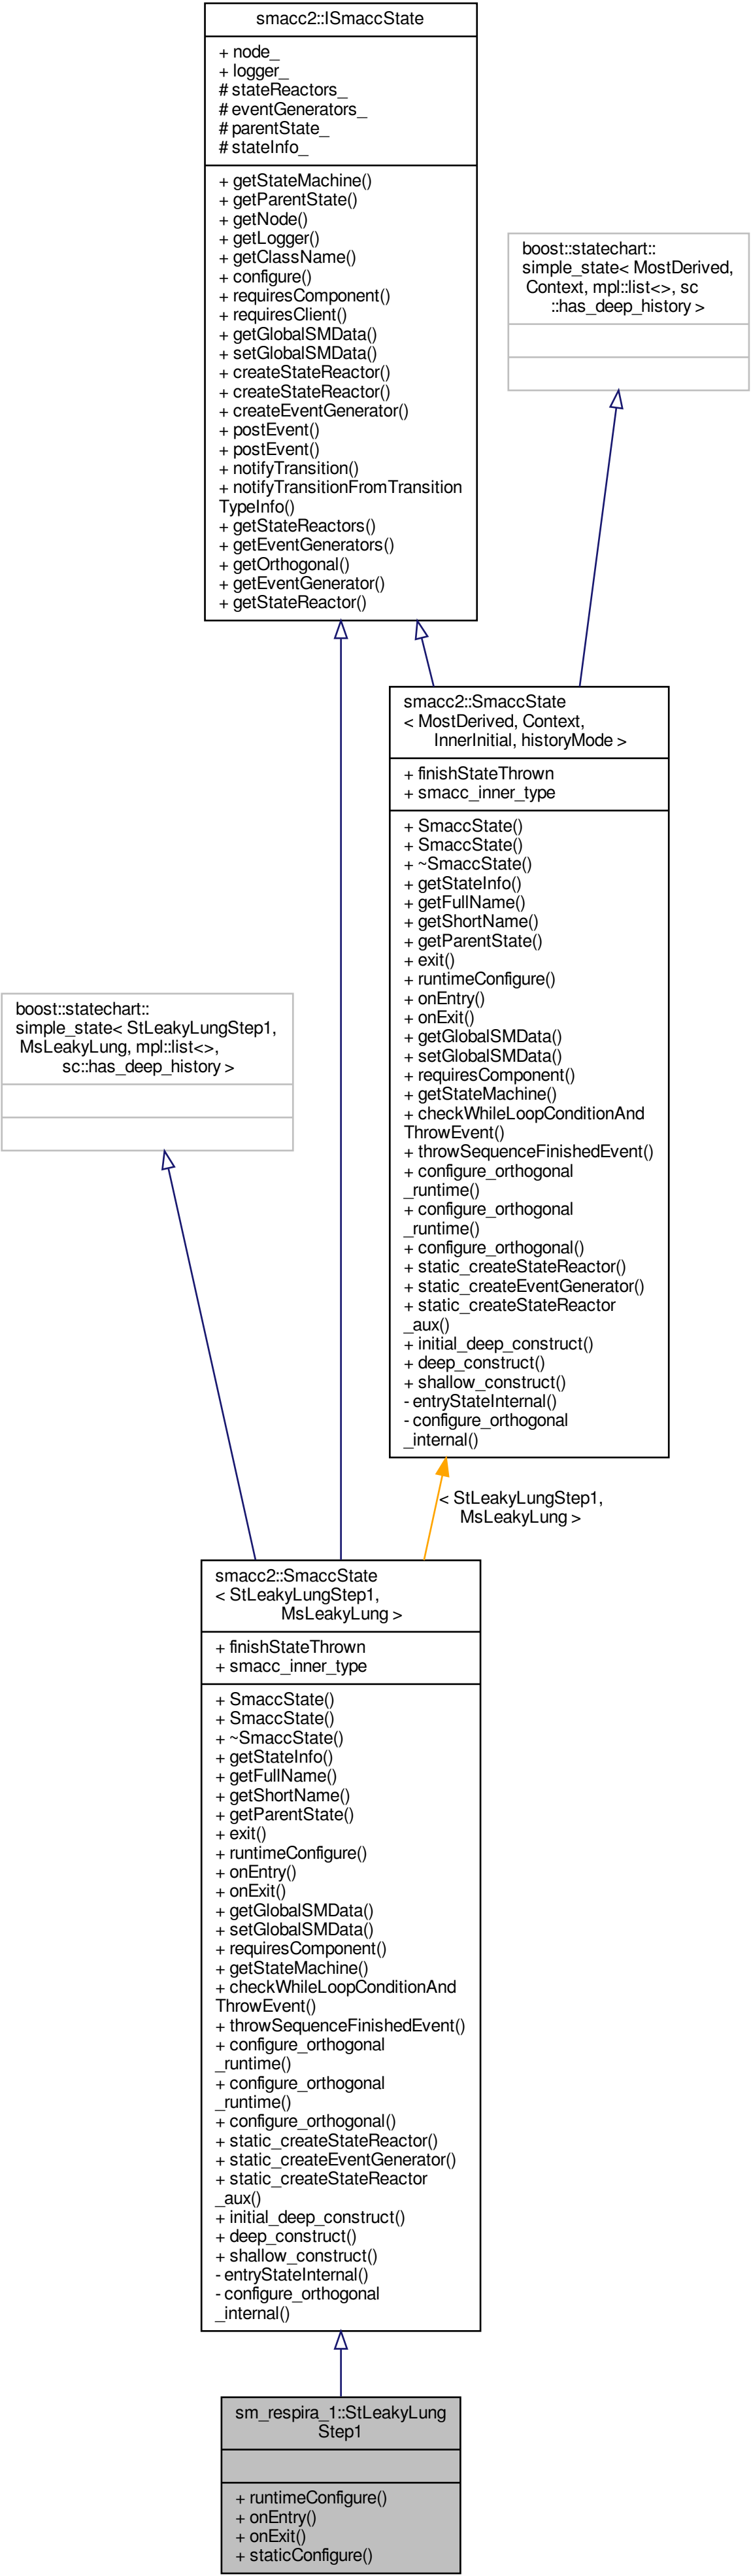 smacc2::ISmaccState
+ node_
+ logger_
# stateReactors_
# eventGenerators_
# parentState_
# stateInfo_
+ getStateMachine()
+ getParentState()
+ getNode()
+ getLogger()
+ getClassName()
+ configure()
+ requiresComponent()
+ requiresClient()
+ getGlobalSMData()
+ setGlobalSMData()
+ createStateReactor()
+ createStateReactor()
+ createEventGenerator()
+ postEvent()
+ postEvent()
+ notifyTransition()
+ notifyTransitionFromTransition
TypeInfo()
+ getStateReactors()
+ getEventGenerators()
+ getOrthogonal()
+ getEventGenerator()
+ getStateReactor()
boost::statechart::
simple_state< MostDerived,
Context, mpl::list<>, sc
::has_deep_history >
smacc2::SmaccState
< MostDerived, Context,
InnerInitial, historyMode >
+ finishStateThrown
+ smacc_inner_type
+ SmaccState()
+ SmaccState()
+ ~SmaccState()
+ getStateInfo()
+ getFullName()
+ getShortName()
+ getParentState()
+ exit()
+ runtimeConfigure()
+ onEntry()
+ onExit()
+ getGlobalSMData()
+ setGlobalSMData()
+ requiresComponent()
+ getStateMachine()
+ checkWhileLoopConditionAnd
ThrowEvent()
+ throwSequenceFinishedEvent()
+ configure_orthogonal
_runtime()
+ configure_orthogonal
_runtime()
+ configure_orthogonal()
+ static_createStateReactor()
+ static_createEventGenerator()
+ static_createStateReactor
_aux()
+ initial_deep_construct()
+ deep_construct()
+ shallow_construct()
- entryStateInternal()
- configure_orthogonal
_internal()
boost::statechart::
simple_state< StLeakyLungStep1,
MsLeakyLung, mpl::list<>,
sc::has_deep_history >
< StLeakyLungStep1,
MsLeakyLung >
smacc2::SmaccState
< StLeakyLungStep1,
MsLeakyLung >
+ finishStateThrown
+ smacc_inner_type
+ SmaccState()
+ SmaccState()
+ ~SmaccState()
+ getStateInfo()
+ getFullName()
+ getShortName()
+ getParentState()
+ exit()
+ runtimeConfigure()
+ onEntry()
+ onExit()
+ getGlobalSMData()
+ setGlobalSMData()
+ requiresComponent()
+ getStateMachine()
+ checkWhileLoopConditionAnd
ThrowEvent()
+ throwSequenceFinishedEvent()
+ configure_orthogonal
_runtime()
+ configure_orthogonal
_runtime()
+ configure_orthogonal()
+ static_createStateReactor()
+ static_createEventGenerator()
+ static_createStateReactor
_aux()
+ initial_deep_construct()
+ deep_construct()
+ shallow_construct()
- entryStateInternal()
- configure_orthogonal
_internal()
sm_respira_1::StLeakyLung
Step1
+ runtimeConfigure()
+ onEntry()
+ onExit()
+ staticConfigure()